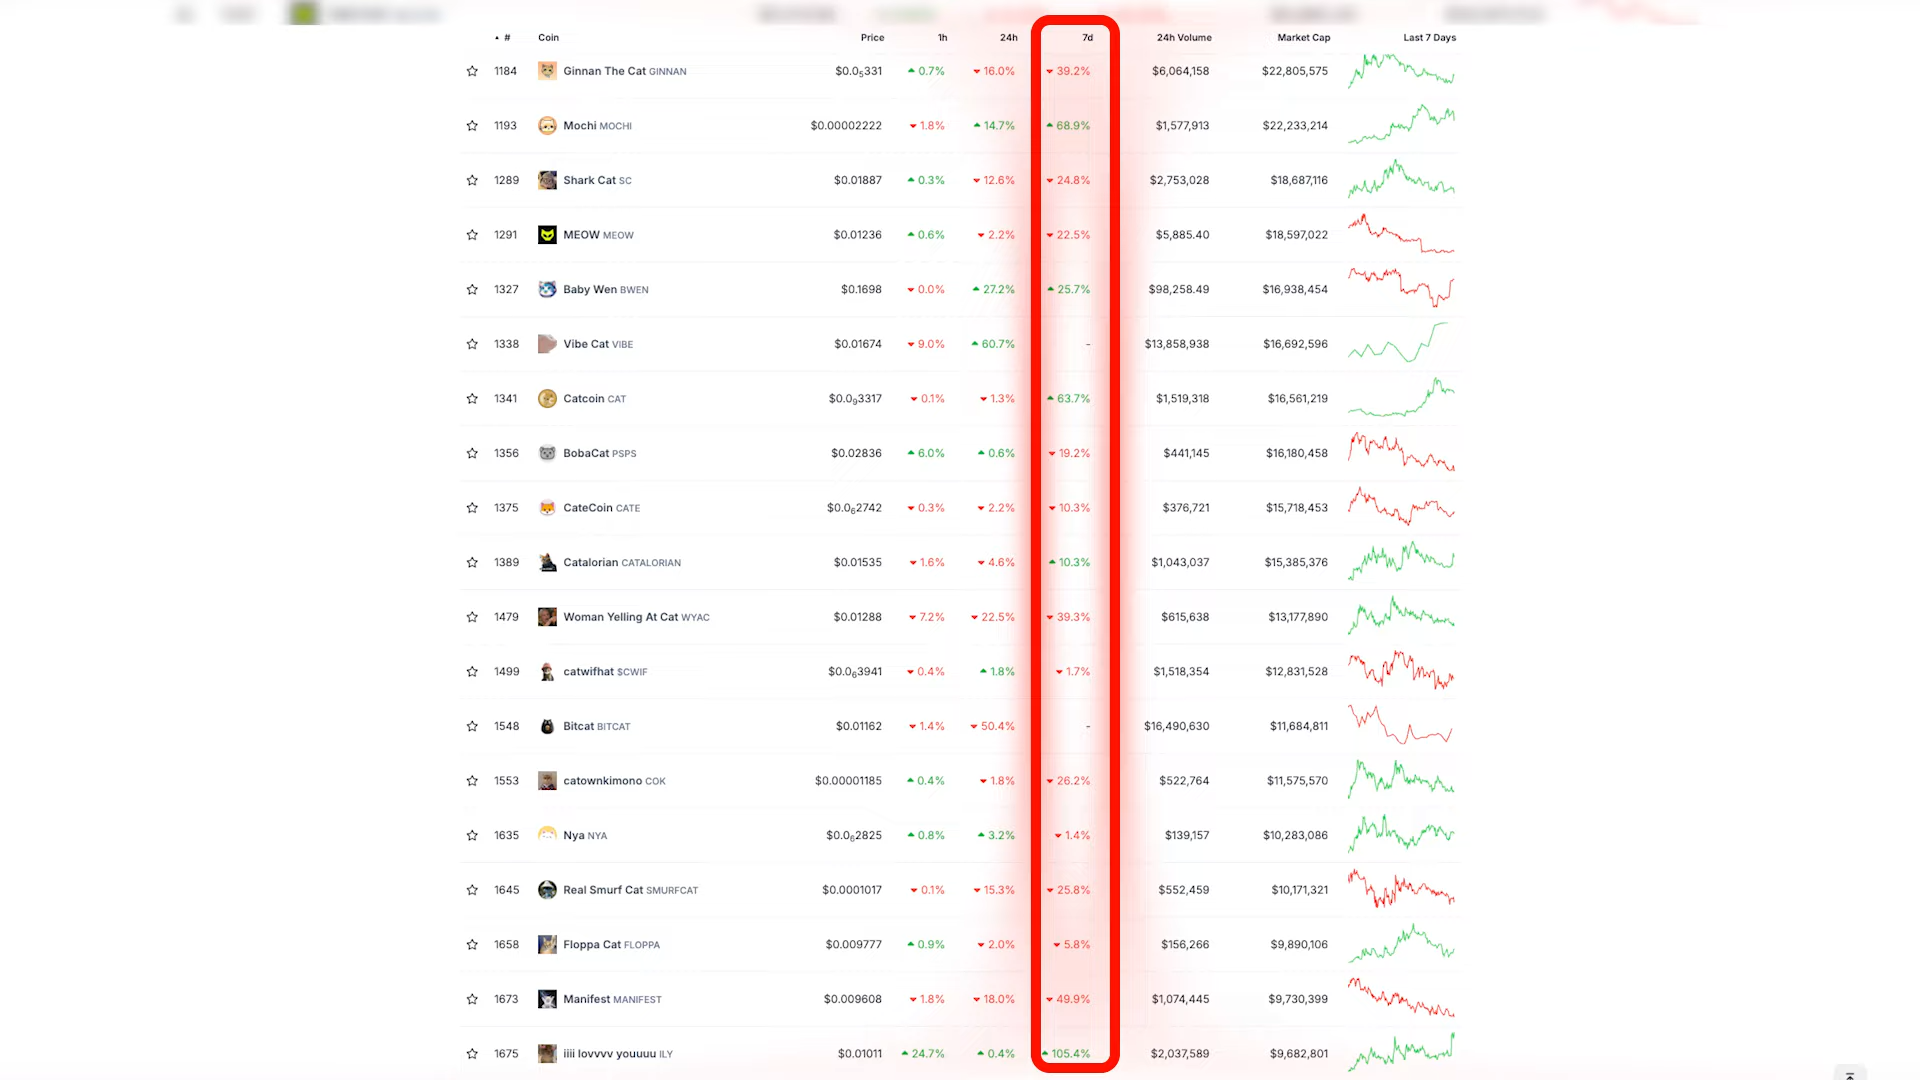 # Coin Price 1h 24h 7d 24h Volume Market Cap Last 7 Days
1184 Ginnan The Cat GINNAN $0.0₅331 0.7% 16.0% 39.2% $6,064,158 $22,805,575
1193 Mochi MOCHI $0.00002222 1.8% 14.7% 68.9% $1,577,913 $22,233,214
1289 Shark Cat SC $0.01887 0.3% 12.6% 24.8% $2,753,028 $18,687,116
1291 MEOW MEOW $0.01236 0.6% 2.2% 22.5% $5,885.40 $18,597,022
1327 Baby Wen BWEN $0.1698 0.0% 27.2% 25.7% $98,258.49 $16,938,454
1338 Vibe Cat VIBE $0.01674 9.0% 60.7% - $13,858,938 $16,692,596
1341 Catcoin CAT $0.0₉3317 0.1% 1.3% 63.7% $1,519,318 $16,561,219
1356 BobaCat PSPS $0.02836 6.0% 0.6% 19.2% $441,145 $16,180,458
1375 CateCoin CATE $0.0₆2742 0.3% 2.2% 10.3% $376,721 $15,718,453
1389 Catalorian CATALORIAN $0.01535 1.6% 4.6% 10.3% $1,043,037 $15,385,376
1479 Woman Yelling At Cat WYAC $0.01288 7.2% 22.5% 39.3% $615,638 $13,177,890
1499 catwifhat $CWIF $0.0₆3941 0.4% 1.8% 1.7% $1,518,354 $12,831,528
1548 Bitcat BITCAT $0.01162 1.4% 50.4% - $16,490,630 $11,684,811
1553 catownkimono COK $0.00001185 0.4% 1.8% 26.2% $522,764 $11,575,570
1635 Nya NYA $0.0₆2825 0.8% 3.2% 1.4% $139,157 $10,283,086
1645 Real Smurf Cat SMURFCAT $0.0001017 0.1% 15.3% 25.8% $552,459 $10,171,321
1658 Floppa Cat FLOPPA $0.009777 0.9% 2.0% 5.8% $156,266 $9,890,106
1673 Manifest MANIFEST $0.009608 1.8% 18.0% 49.9% $1,074,445 $9,730,399
1675 iiii lovvvv youuuu ILY $0.01011 24.7% 0.4% 105.4% $2,037,589 $9,682,801